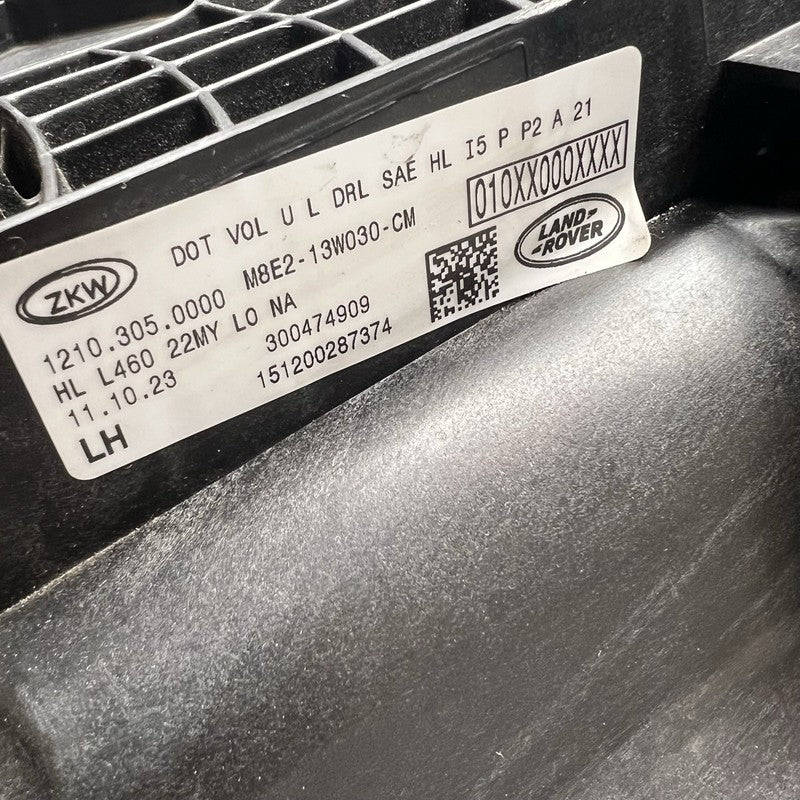 DOT VOL U L DRL SAE HL I5 P P2 A 21
010XX000XXXX
ZKW
1210.305.0000 M8E2-13W030-CM
LAND-
-ROVER
HL L460 22MY LO NA
11.10.23 300474909
LH 151200287374